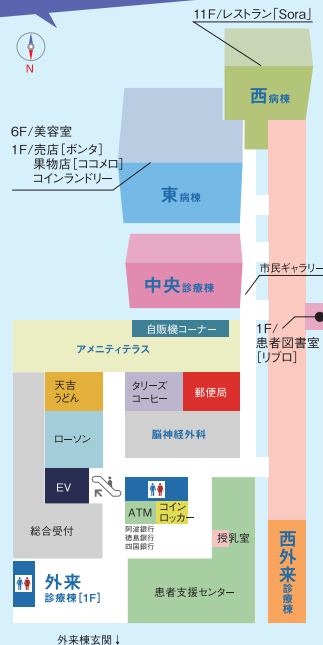 11F/レストラン「Sora」
N
西病棟
6F/美容室
1F/売店[ボンタ]
果物店[ココメロ]
コインランドリー
東病棟
中央診療棟
市民ギャラリー
自販機コーナー
1F/
患者図書室
[リブロ]
アメニティテラス
天吉
うどん
タリーズ
コーヒー
郵便局
ローソン
脳神経外科
EV
ATM
コイン
ロッカー
阿波銀行
徳島銀行
四国銀行
総合受付
授乳室
西外来診療棟
外来
診療棟[1F]
患者支援センター
外来棟玄関↓